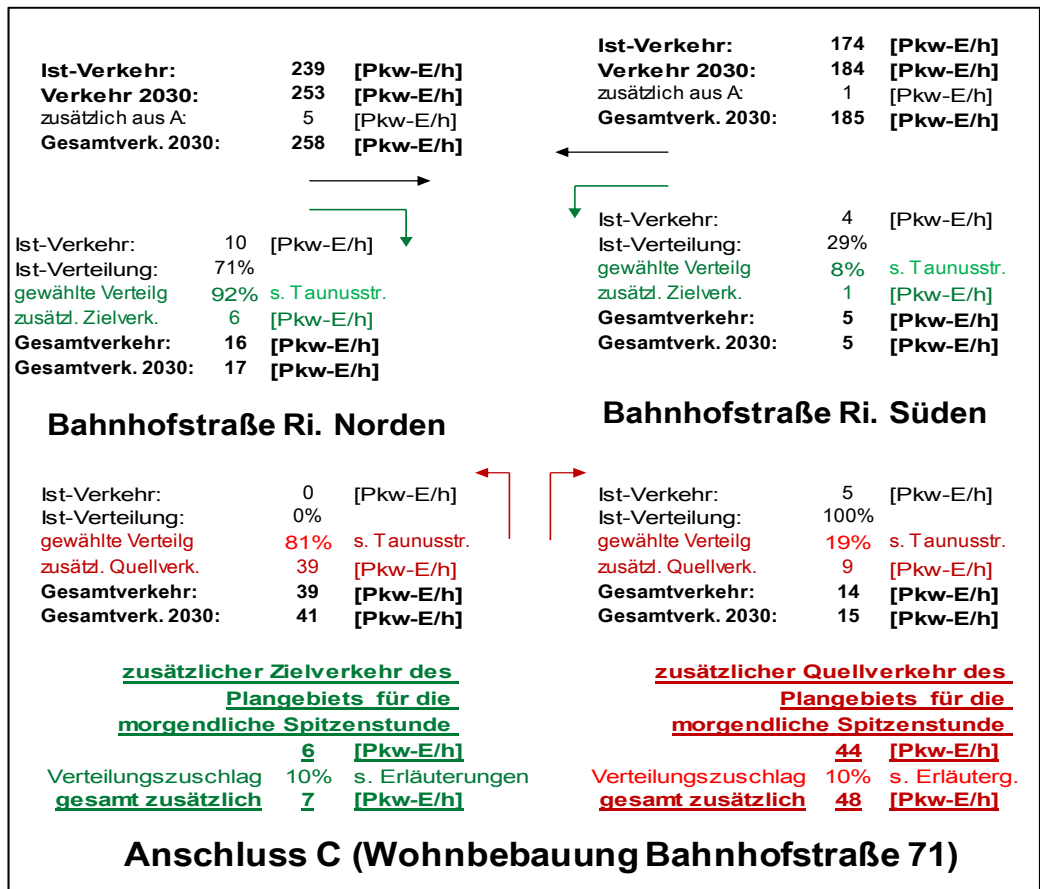 Ist-Verkehr: 239 [Pkw-E/h]
Verkehr 2030: 253 [Pkw-E/h]
zusätzlich aus A: 5 [Pkw-E/h]
Gesamtverk. 2030: 258 [Pkw-E/h]
Ist-Verkehr: 174 [Pkw-E/h]
Verkehr 2030: 184 [Pkw-E/h]
zusätzlich aus A: 1 [Pkw-E/h]
Gesamtverk. 2030: 185 [Pkw-E/h]
Ist-Verkehr: 10 [Pkw-E/h]
Ist-Verteilung: 71%
gewählte Verteilg 92% s. Taunusstr.
zusätzl. Zielverk. 6 [Pkw-E/h]
Gesamtverkehr: 16 [Pkw-E/h]
Gesamtverk. 2030: 17 [Pkw-E/h]
Ist-Verkehr: 4 [Pkw-E/h]
Ist-Verteilung: 29%
gewählte Verteilg 8% s. Taunusstr.
zusätzl. Zielverk. 1 [Pkw-E/h]
Gesamtverkehr: 5 [Pkw-E/h]
Gesamtverk. 2030: 5 [Pkw-E/h]
Bahnhofstraße Ri. Norden
Bahnhofstraße Ri. Süden
Ist-Verkehr: 0 [Pkw-E/h]
Ist-Verteilung: 0%
gewählte Verteilg 81% s. Taunusstr.
zusätzl. Quellverk. 39 [Pkw-E/h]
Gesamtverkehr: 39 [Pkw-E/h]
Gesamtverk. 2030: 41 [Pkw-E/h]
Ist-Verkehr: 5 [Pkw-E/h]
Ist-Verteilung: 100%
gewählte Verteilg 19% s. Taunusstr.
zusätzl. Quellverk. 9 [Pkw-E/h]
Gesamtverkehr: 14 [Pkw-E/h]
Gesamtverk. 2030: 15 [Pkw-E/h]
zusätzlicher Zielverkehr des
Plangebiets für die
morgendliche Spitzenstunde
6 [Pkw-E/h]
Verteilungszuschlag 10% s. Erläuterungen
gesamt zusätzlich 7 [Pkw-E/h]
zusätzlicher Quellverkehr des
Plangebiets für die
morgendliche Spitzenstunde
44 [Pkw-E/h]
Verteilungszuschlag 10% s. Erläuterg.
gesamt zusätzlich 48 [Pkw-E/h]
Anschluss C (Wohnbebauung Bahnhofstraße 71)